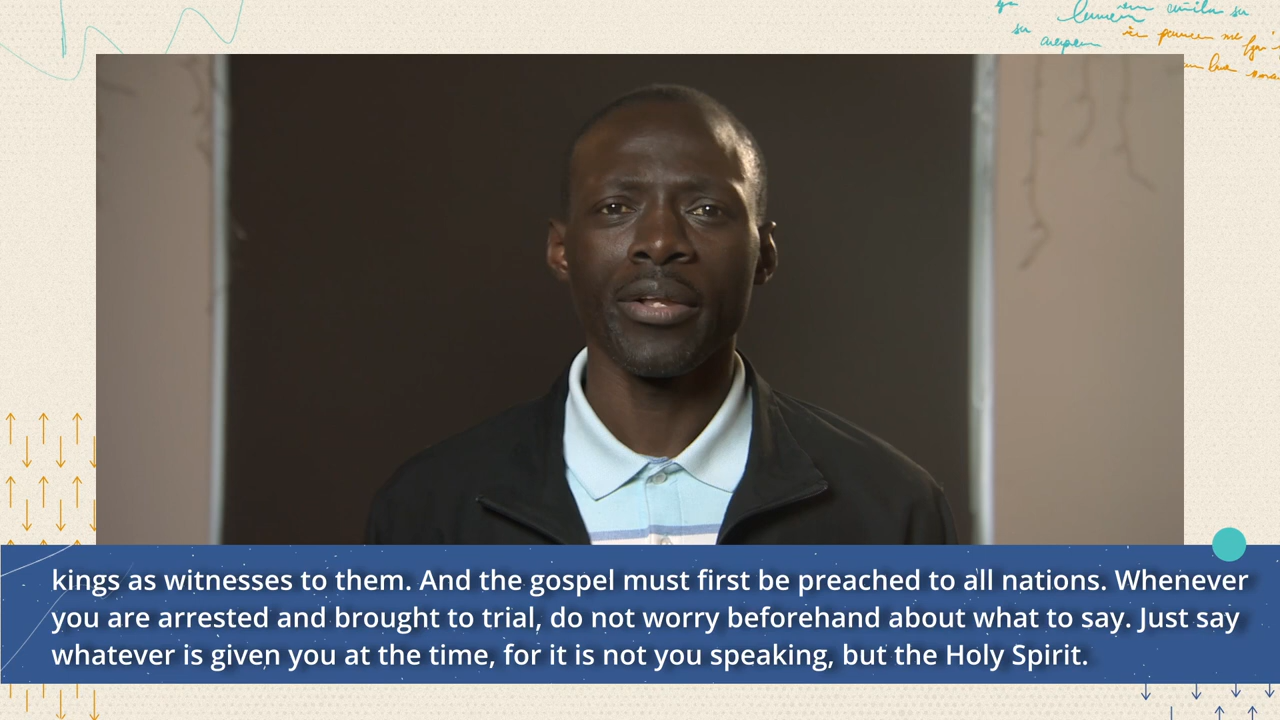 kings as witnesses to them. And the gospel must first be preached to all nations. Whenever
you are arrested and brought to trial, do not worry beforehand about what to say. Just say
whatever is given you at the time, for it is not you speaking, but the Holy Spirit.